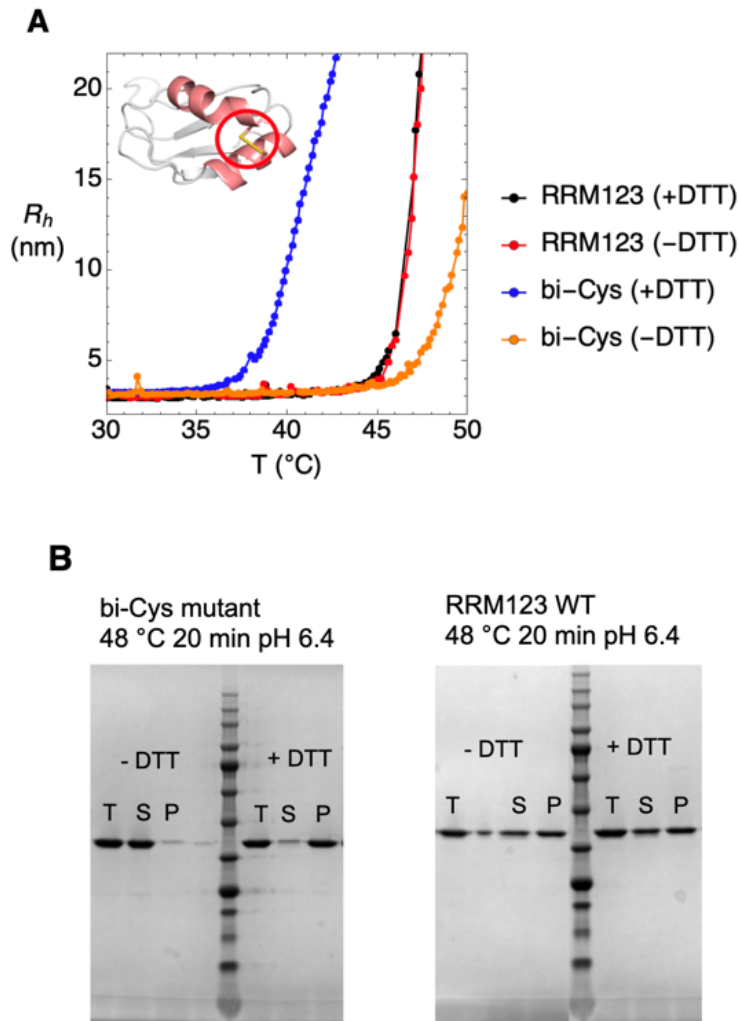 A
20
15
10
5
R_h
(nm)
30 35 40 45 50
T (°C)
RRM123 (+DTT)
RRM123 (−DTT)
bi−Cys (+DTT)
bi−Cys (−DTT)
B
bi-Cys mutant
48 °C 20 min pH 6.4
RRM123 WT
48 °C 20 min pH 6.4
- DTT
+ DTT
T S P
T S P
- DTT
+ DTT
T S P
T S P